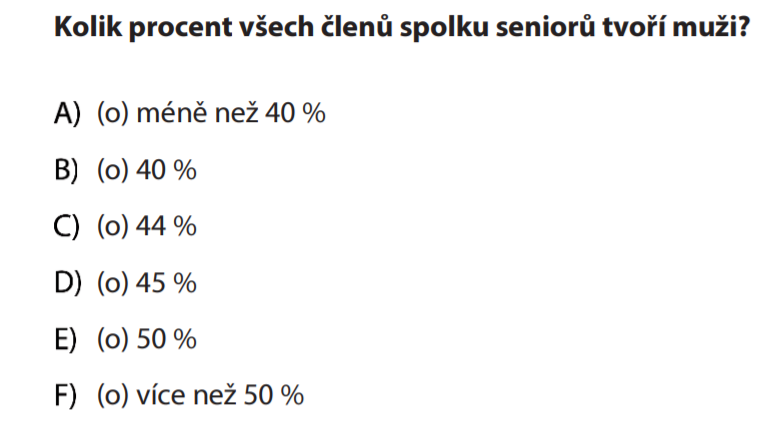 Kolik procent všech členů spolku seniorů tvoří muži?
A) (o) méně než 40 %
B) (o) 40 %
C) (o) 44 %
D) (o) 45 %
E) (o) 50 %
F) (o) více než 50 %